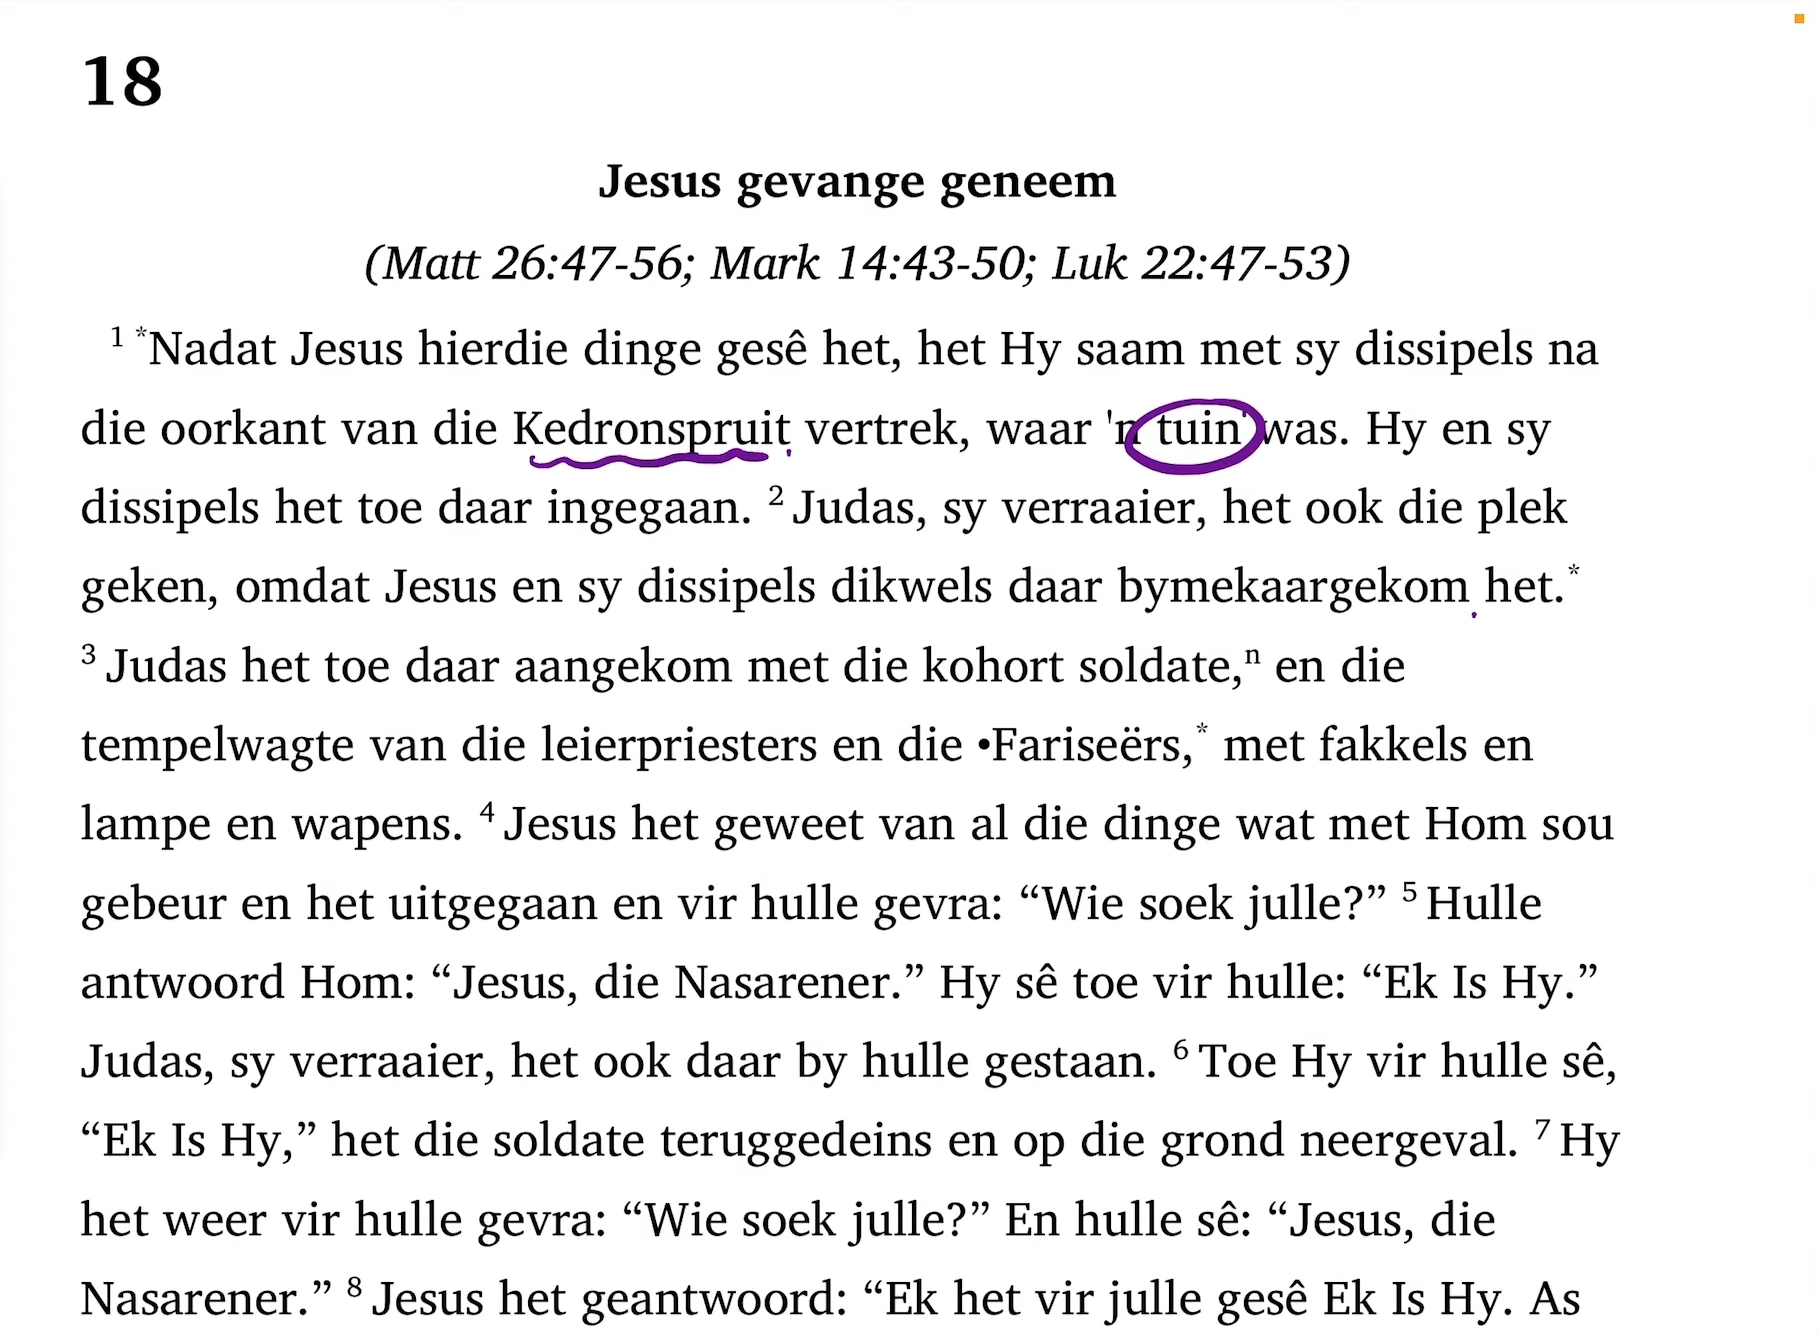 18
Jesus gevange geneem
(Matt 26:47-56; Mark 14:43-50; Luk 22:47-53)
1 *Nadat Jesus hierdie dinge gesê het, het Hy saam met sy dissipels na
die oorkant van die Kedronspruit vertrek, waar 'n tuin was. Hy en sy
dissipels het toe daar ingegaan. 2 Judas, sy verraaier, het ook die plek
geken, omdat Jesus en sy dissipels dikwels daar bymekaargekom het.*
3 Judas het toe daar aangekom met die kohort soldate,n en die
tempelwagte van die leierpriesters en die •Fariseërs,* met fakkels en
lampe en wapens. 4 Jesus het geweet van al die dinge wat met Hom sou
gebeur en het uitgegaan en vir hulle gevra: “Wie soek julle?” 5 Hulle
antwoord Hom: “Jesus, die Nasarener.” Hy sê toe vir hulle: “Ek Is Hy.”
Judas, sy verraaier, het ook daar by hulle gestaan. 6 Toe Hy vir hulle sê,
“Ek Is Hy,” het die soldate teruggedeins en op die grond neergeval. 7 Hy
het weer vir hulle gevra: “Wie soek julle?” En hulle sê: “Jesus, die
Nasarener.” 8 Jesus het geantwoord: “Ek het vir julle gesê Ek Is Hy. As